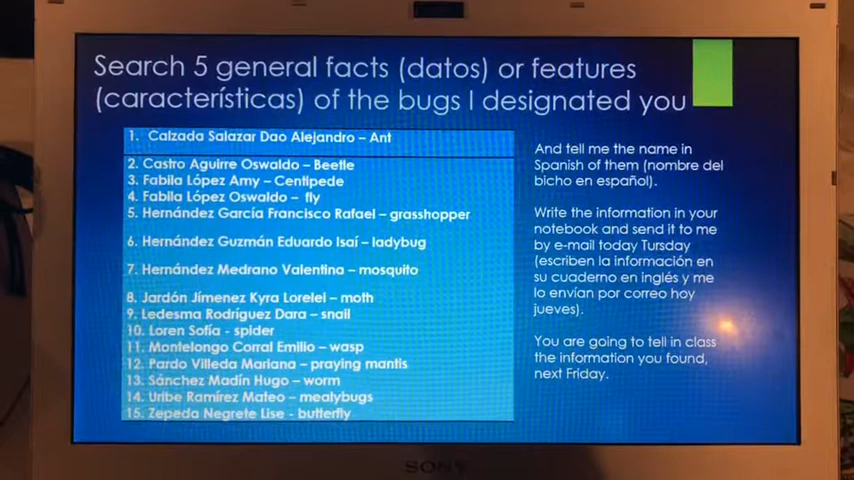 Search 5 general facts (datos) or features
(características) of the bugs I designated you
1. Calzada Salazar Dao Alejandro – Ant
2. Castro Aguirre Oswaldo – Beetle
3. Fabila López Amy – Centipede
4. Fabila López Oswaldo – fly
5. Hernández García Francisco Rafael – grasshopper
6. Hernández Guzmán Eduardo Isaí – ladybug
7. Hernández Medrano Valentina – mosquito
8. Jardón Jímenez Kyra Lorelei – moth
9. Ledesma Rodríguez Dara – snail
10. Loren Sofía - spider
11. Montelongo Corral Emilio – wasp
12. Pardo Villeda Mariana – praying mantis
13. Sánchez Madín Hugo – worm
14. Uribe Ramírez Mateo – mealybugs
15. Zepeda Negrete Lise - butterfly
And tell me the name in
Spanish of them (nombre del
bicho en español).
Write the information in your
notebook and send it to me
by e-mail today Tursday
(escriben la información en
su cuaderno en inglés y me
lo envían por correo hoy
jueves).
You are going to tell in class
the information you found,
next Friday.
SONY